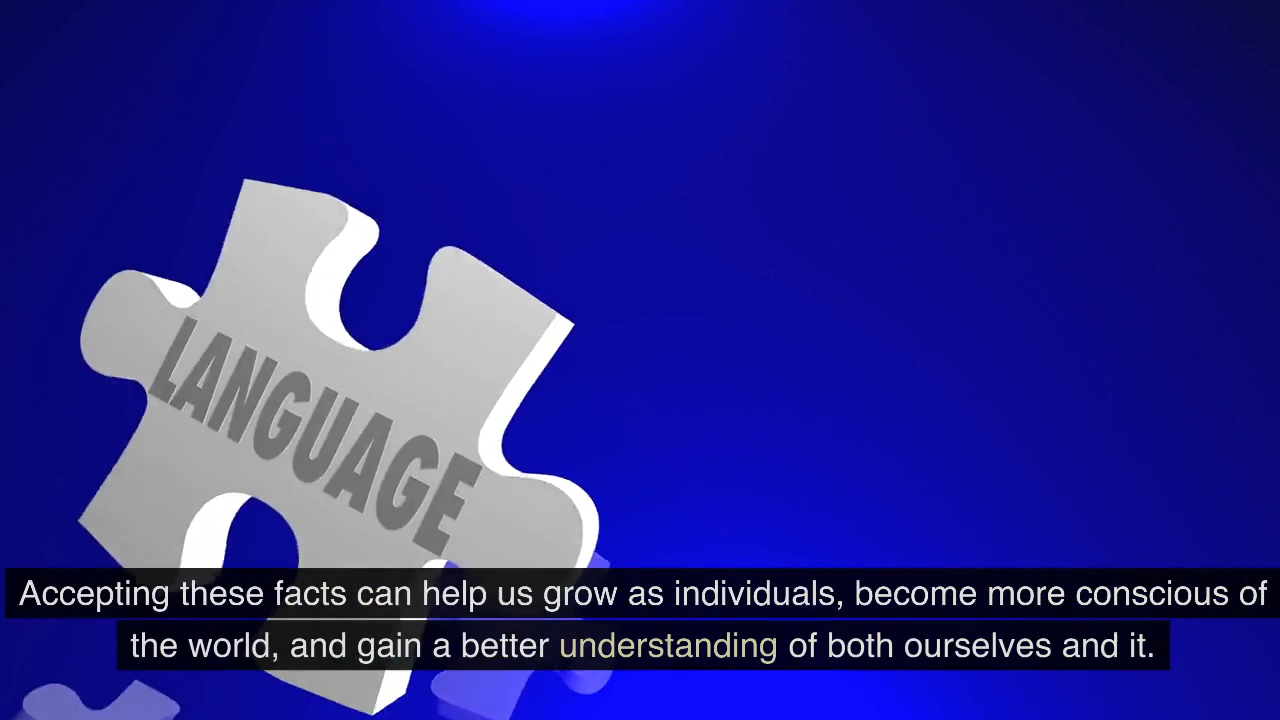 LANGUAGE
Accepting these facts can help us grow as individuals, become more conscious of
the world, and gain a better understanding of both ourselves and it.